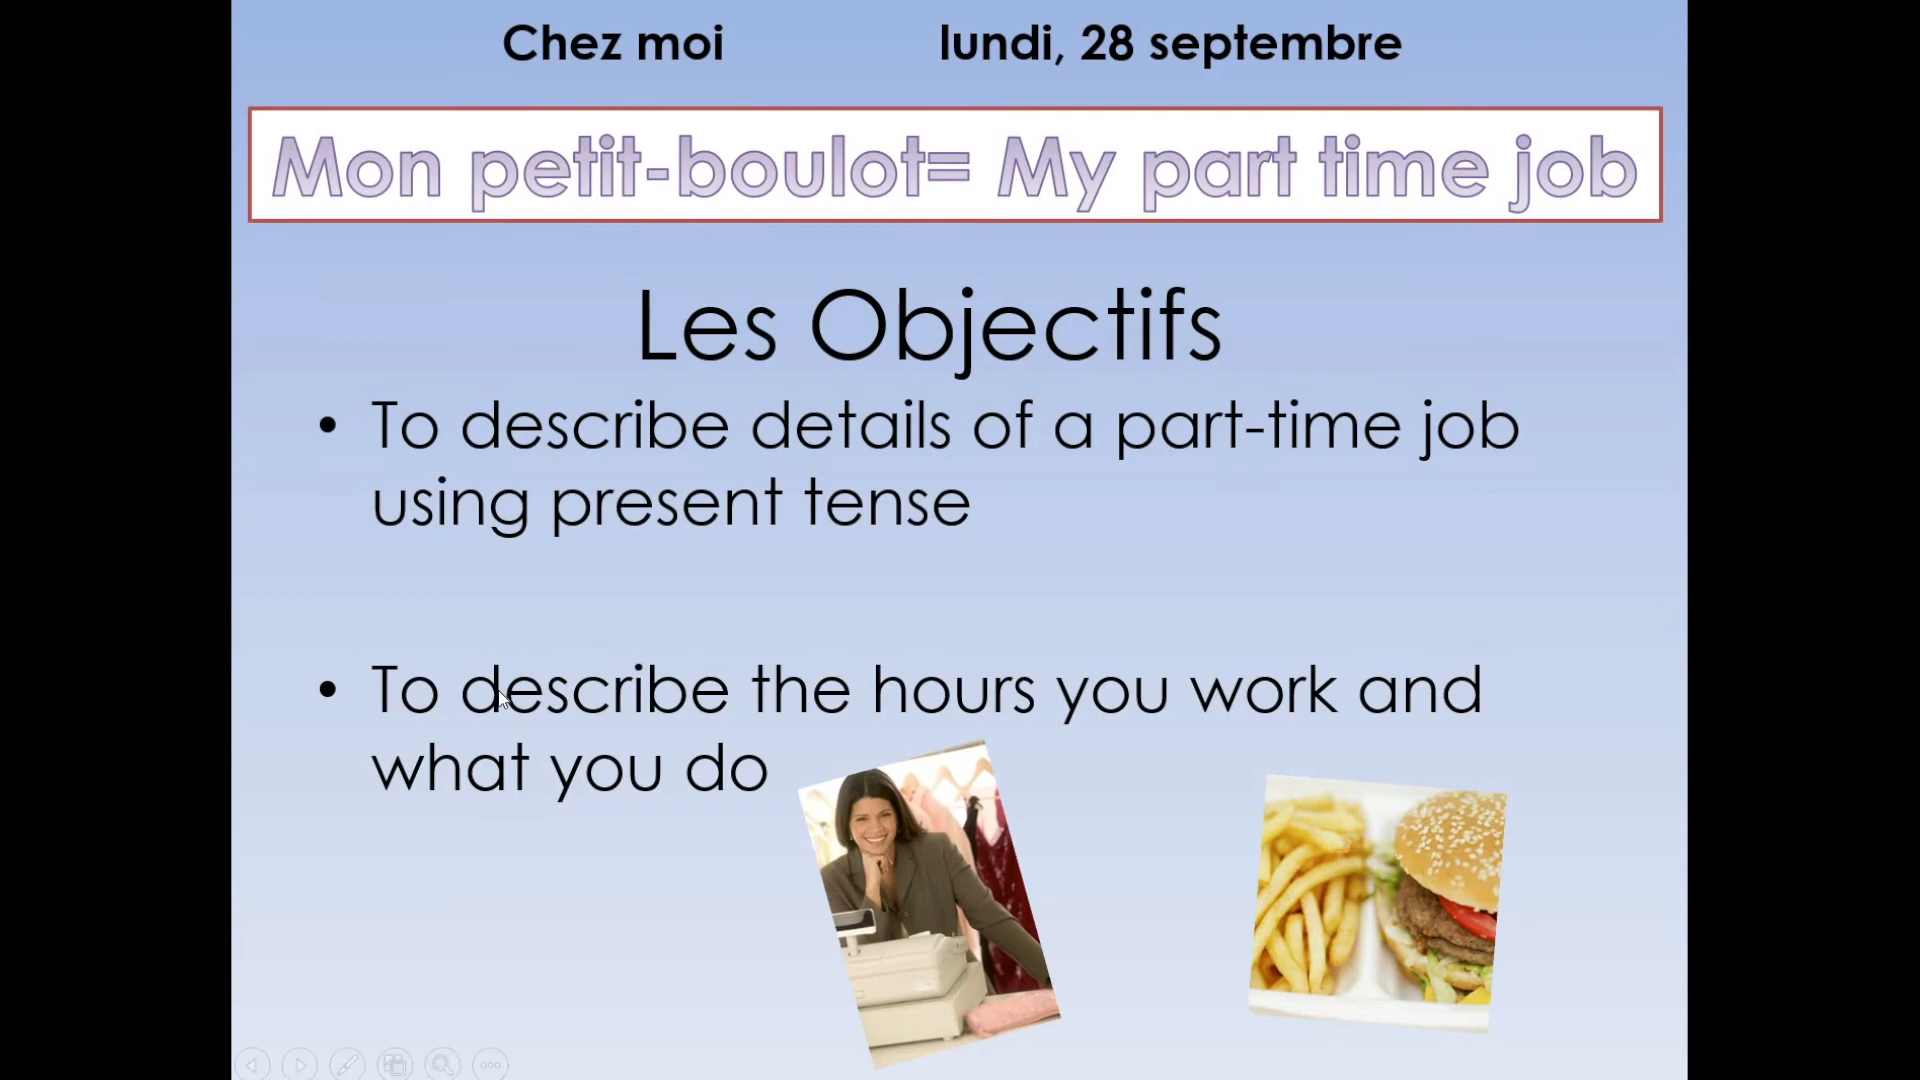 Chez moi lundi, 28 septembre
Mon petit-boulot= My part time job
Les Objectifs
• To describe details of a part-time job
using present tense
• To describe the hours you work and
what you do